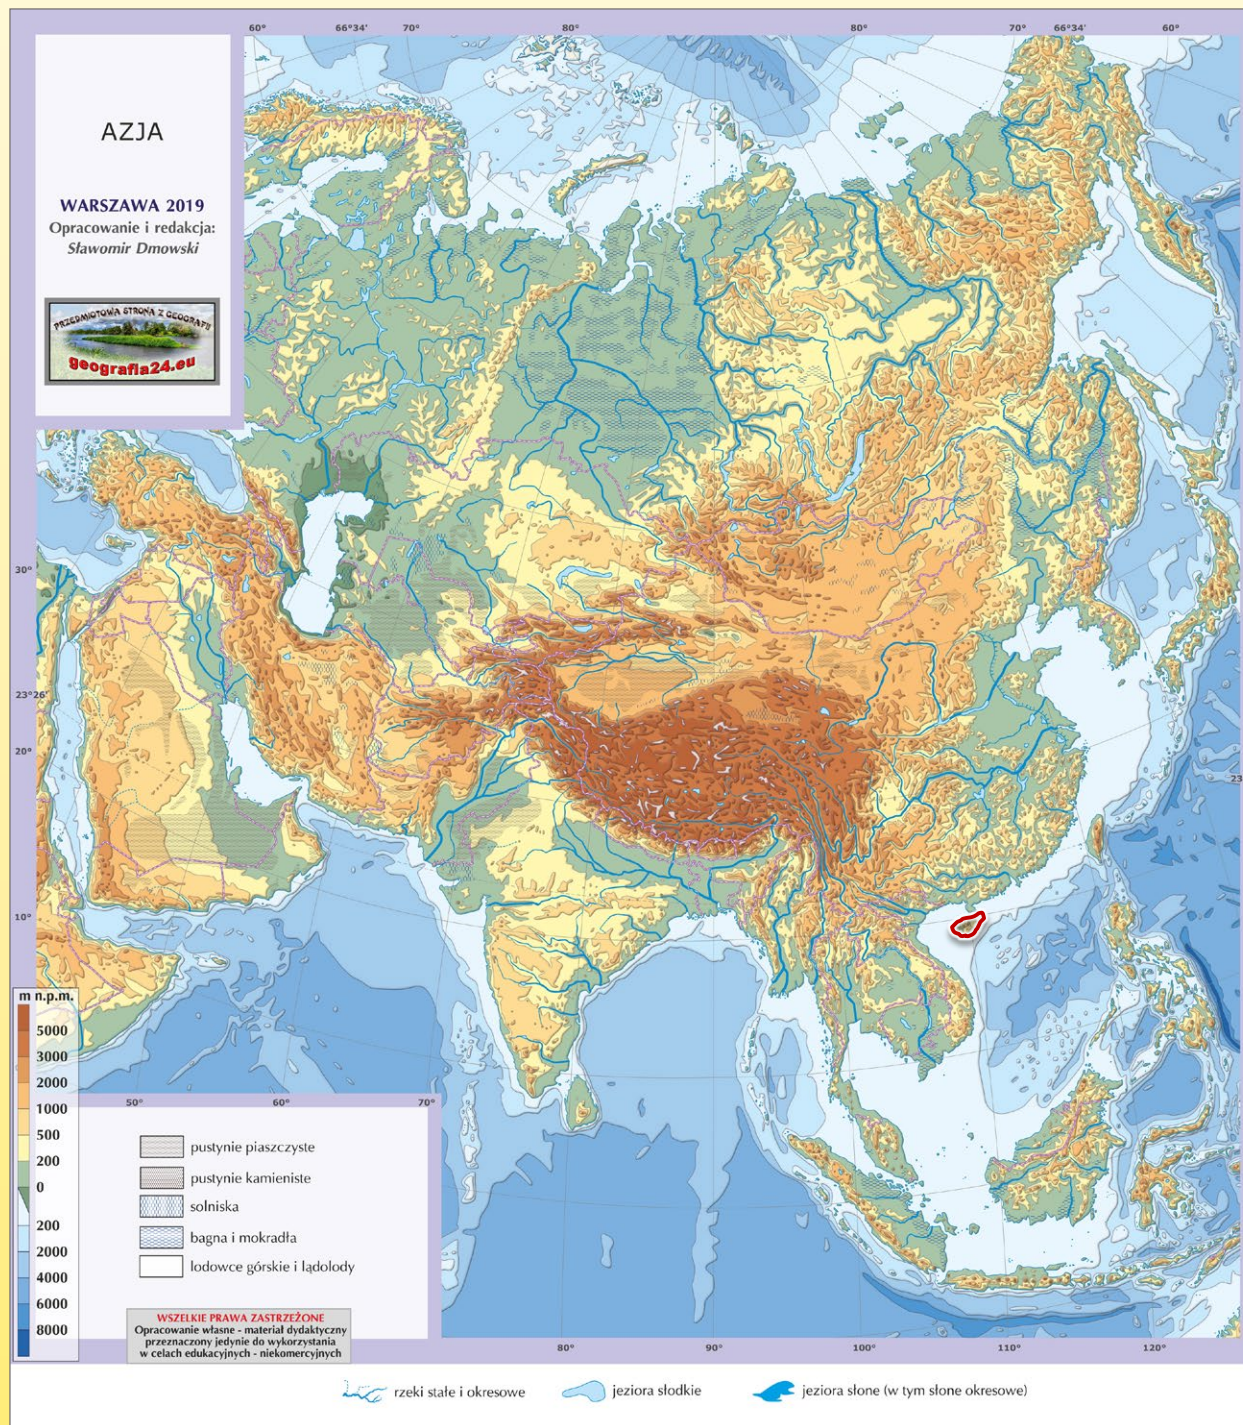 60° 66°34' 70° 80° 80° 70° 66°34' 60°
AZJA
WARSZAWA 2019
Opracowanie i redakcja:
Sławomir Dmowski
PRZEDMIOTOWA STRONA Z GEOGRAFII
geografia24.eu
30°
23°26'
20°
23
10°
m n.p.m.
5000
3000
2000
1000
500
200
0
200
2000
4000
6000
8000
50° 60° 70°
pustynie piaszczyste
pustynie kamieniste
solniska
bagna i mokradła
lodowce górskie i lądolody
WSZELKIE PRAWA ZASTRZEŻONE
Opracowanie własne - materiał dydaktyczny
przeznaczony jedynie do wykorzystania
w celach edukacyjnych - niekomercyjnych
80° 90° 100° 110° 120°
rzeki stałe i okresowe
jeziora słodkie
jeziora słone (w tym słone okresowe)